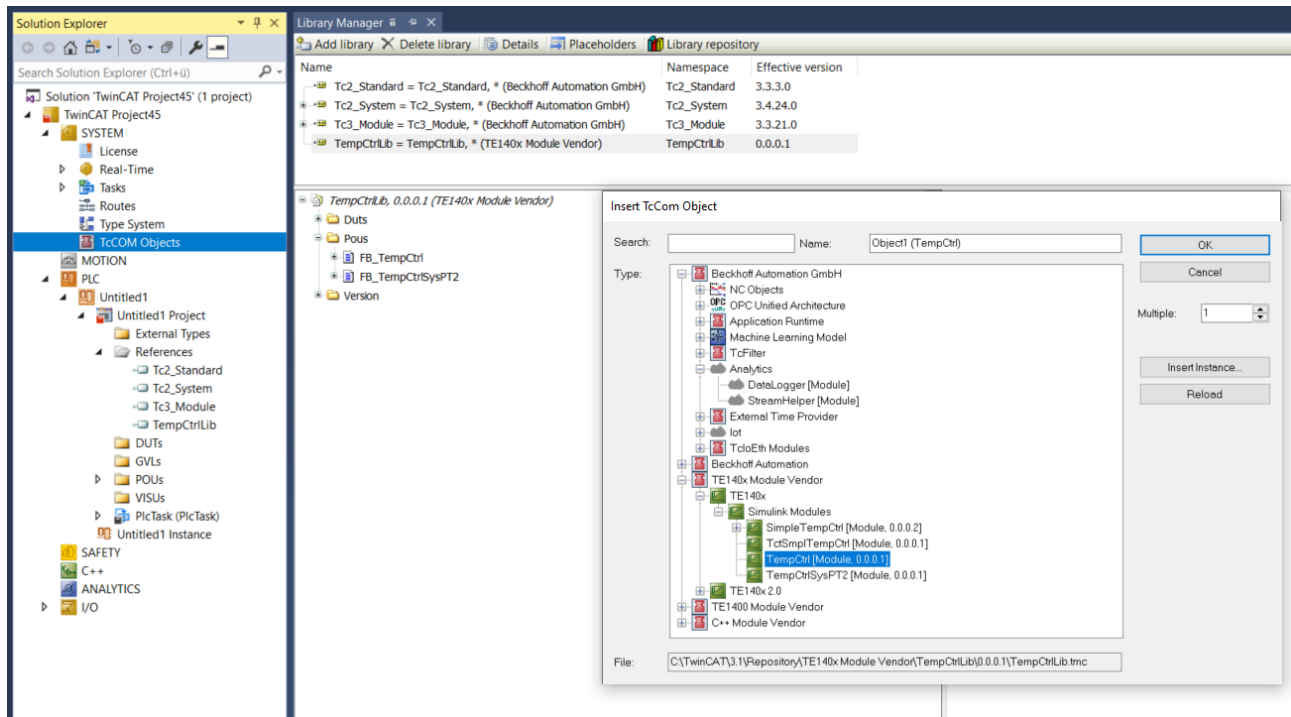 Solution Explorer
Search Solution Explorer (Ctrl+ü)
Solution 'TwinCAT Project45' (1 project)
TwinCAT Project45
SYSTEM
License
Real-Time
Tasks
Routes
Type System
TcCOM Objects
MOTION
PLC
Untitled1
Untitled1 Project
External Types
References
Tc2_Standard
Tc2_System
Tc3_Module
TempCtrlLib
DUTs
GVLs
POUs
VISUs
PlcTask (PlcTask)
Untitled1 Instance
SAFETY
C++
ANALYTICS
I/O
Library Manager
Add library Delete library Details Placeholders Library repository
Name Namespace Effective version
Tc2_Standard = Tc2_Standard, * (Beckhoff Automation GmbH) Tc2_Standard 3.3.3.0
Tc2_System = Tc2_System, * (Beckhoff Automation GmbH) Tc2_System 3.4.24.0
Tc3_Module = Tc3_Module, * (Beckhoff Automation GmbH) Tc3_Module 3.3.21.0
TempCtrlLib = TempCtrlLib, * (TE140x Module Vendor) TempCtrlLib 0.0.0.1
TempCtrlLib, 0.0.0.1 (TE140x Module Vendor)
Duts
Pous
FB_TempCtrl
FB_TempCtrlSysPT2
Version
Insert TcCom Object
Search: Name: Object1 (TempCtrl) OK
Type: Beckhoff Automation GmbH Cancel
NC Objects
OPC Unified Architecture
Application Runtime Multiple: 1
Machine Learning Model
TcFilter
Analytics Insert Instance...
DataLogger [Module]
StreamHelper [Module] Reload
External Time Provider
Iot
TcIoEth Modules
Beckhoff Automation
TE140x Module Vendor
TE140x
Simulink Modules
SimpleTempCtrl [Module, 0.0.0.2]
TctSmplTempCtrl [Module, 0.0.0.1]
TempCtrl [Module, 0.0.0.1]
TempCtrlSysPT2 [Module, 0.0.0.1]
TE140x 2.0
TE1400 Module Vendor
C++ Module Vendor
File: C:\TwinCAT\3.1\Repository\TE140x Module Vendor\TempCtrlLib\0.0.0.1\TempCtrlLib.tmc